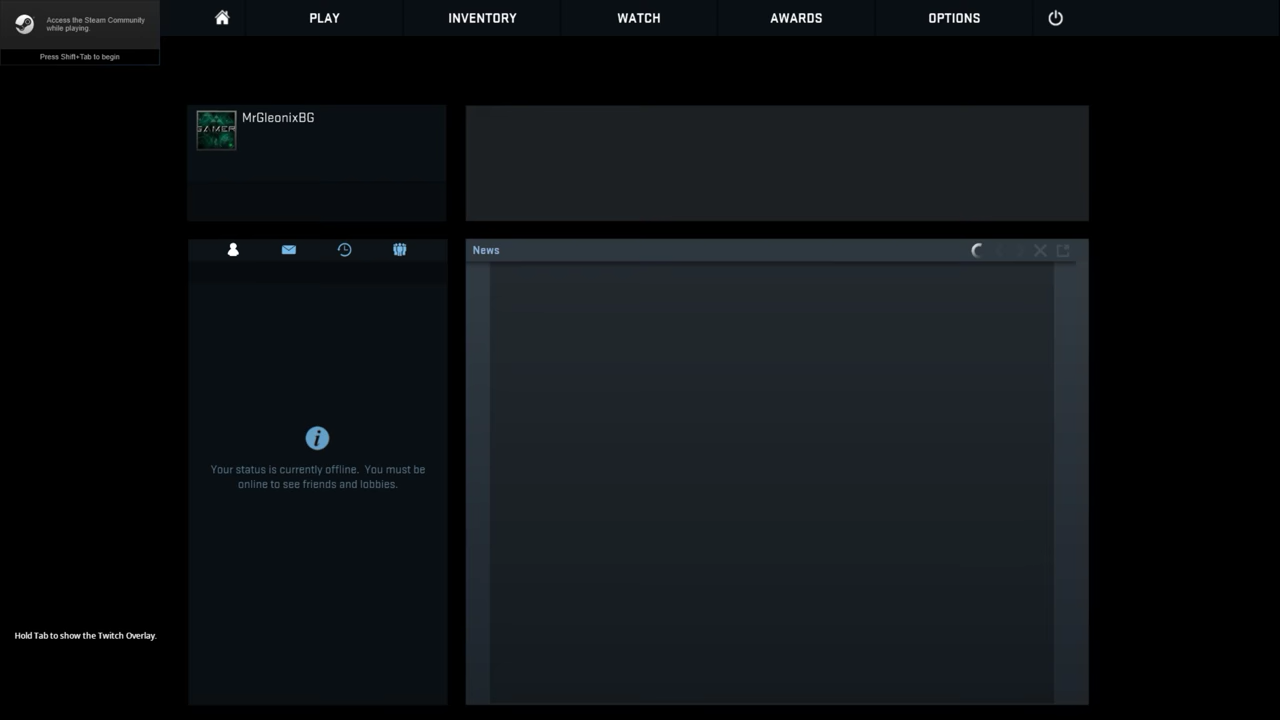 Access the Steam Community
while playing.
Press Shift+Tab to begin
PLAY
INVENTORY
WATCH
AWARDS
OPTIONS
MrGleonixBG
GAMER
News
Your status is currently offline. You must be
online to see friends and lobbies.
Hold Tab to show the Twitch Overlay.